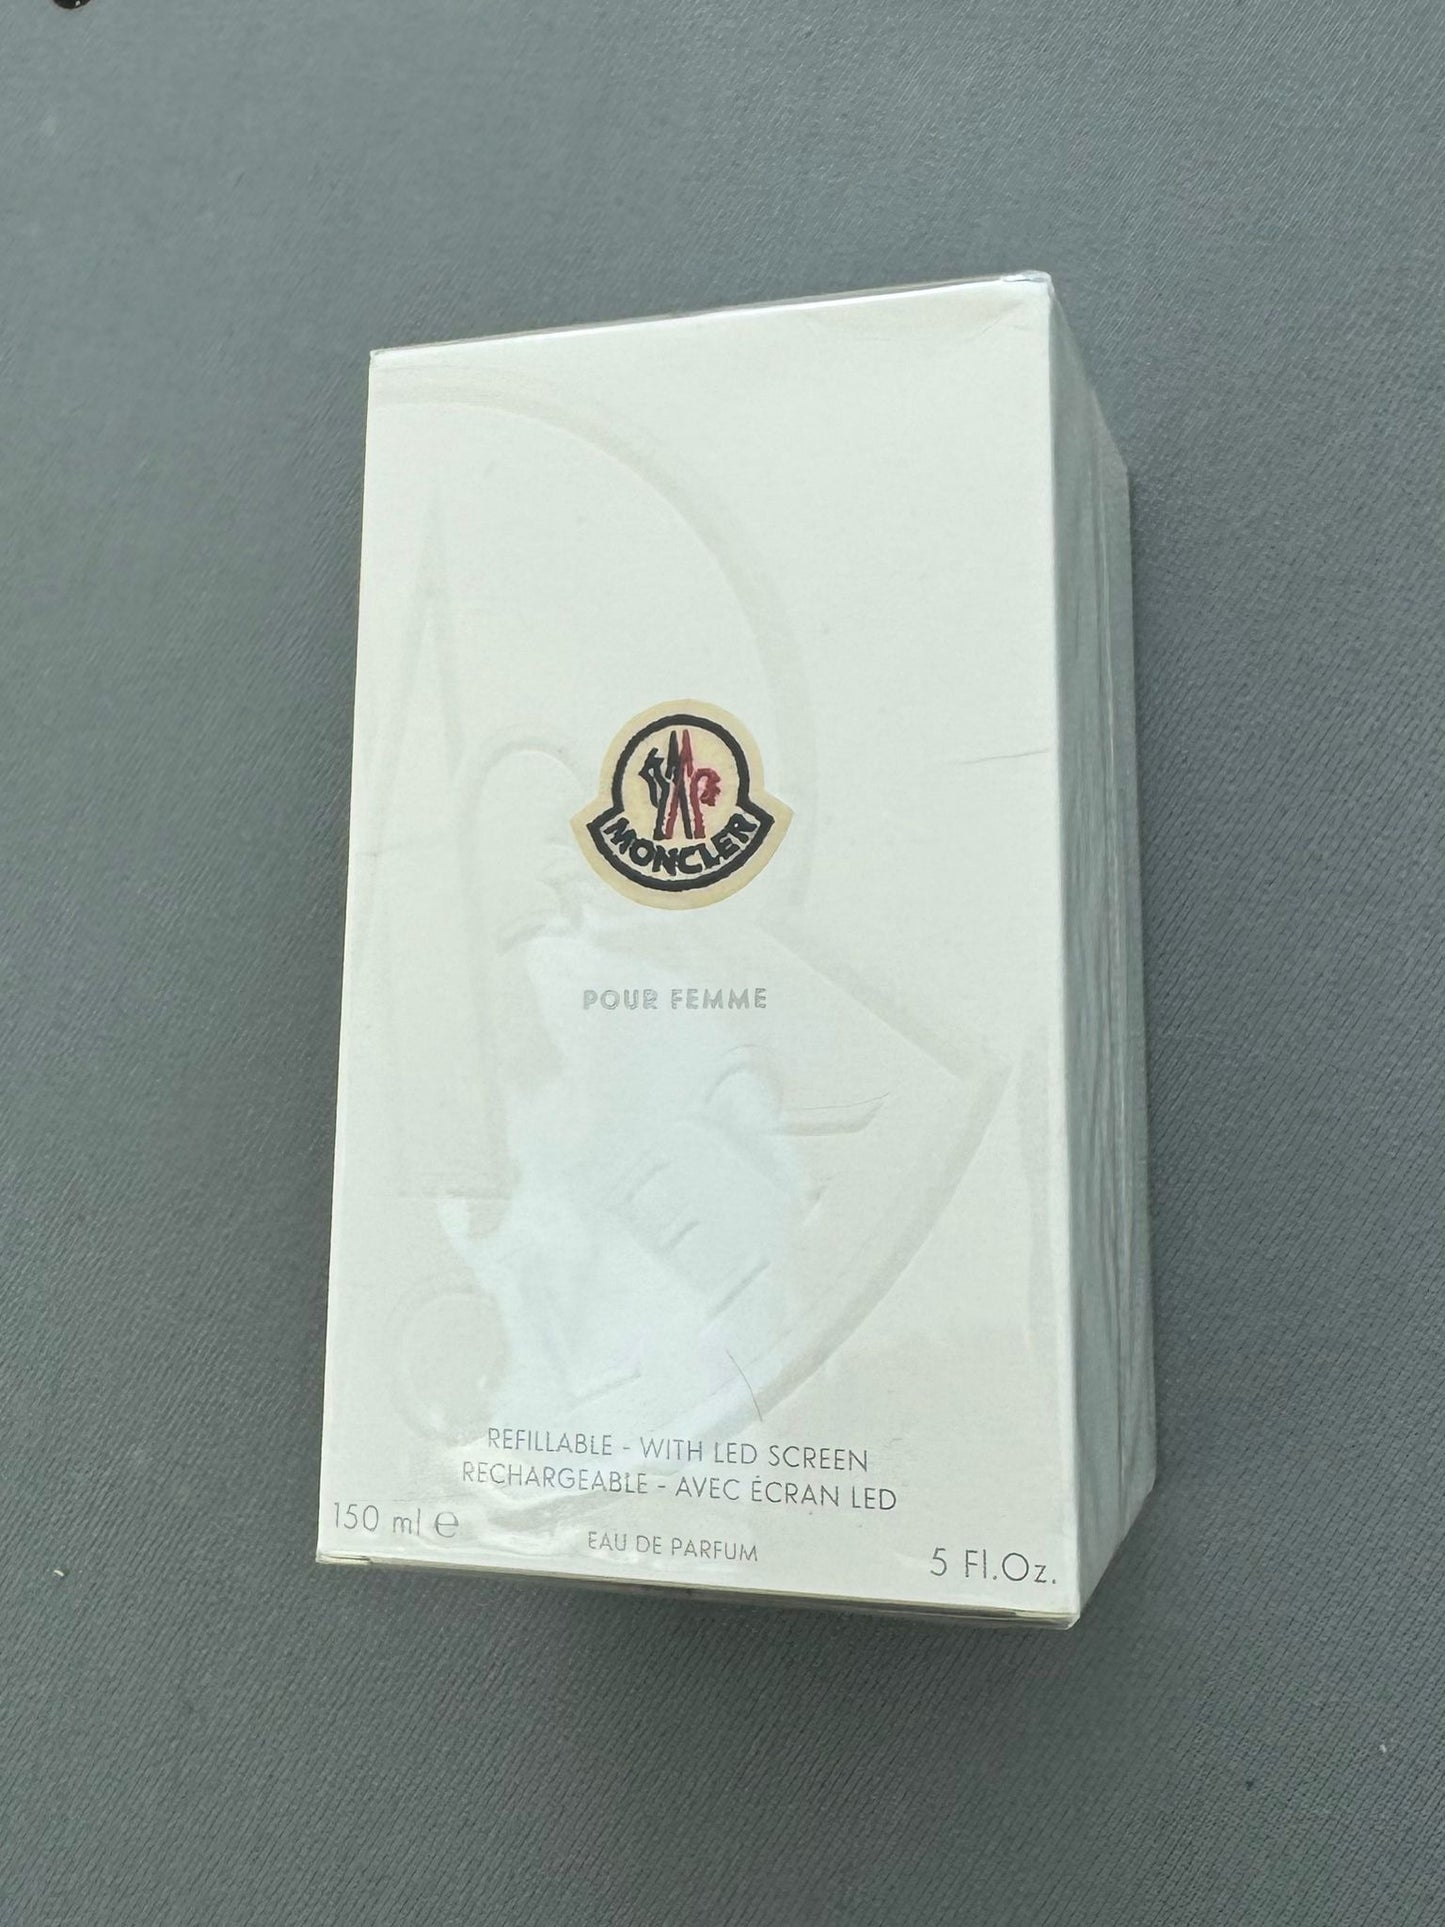 MONCLER
POUR FEMME
REFILLABLE - WITH LED SCREEN
RECHARGEABLE - AVEC ÉCRAN LED
150 ml ℮
EAU DE PARFUM
5 Fl.Oz.